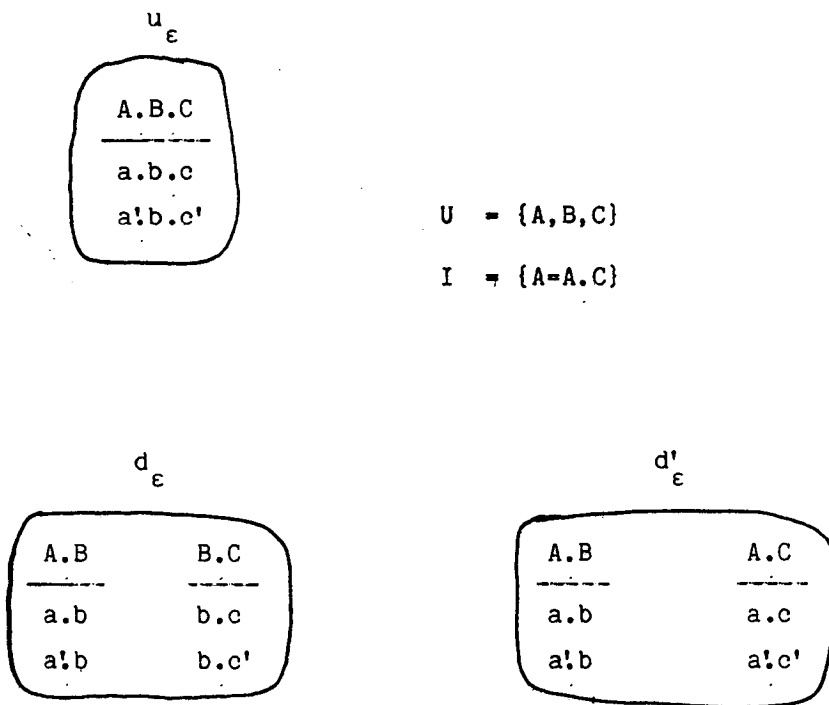 u_ε
A.B.C
a.b.c
a'.b.c'
U = {A,B,C}
I = {A=A.C}
d_ε
A.B B.C
a.b b.c
a'.b b.c'
d'_ε
A.B A.C
a.b a.c
a'.b a'.c'